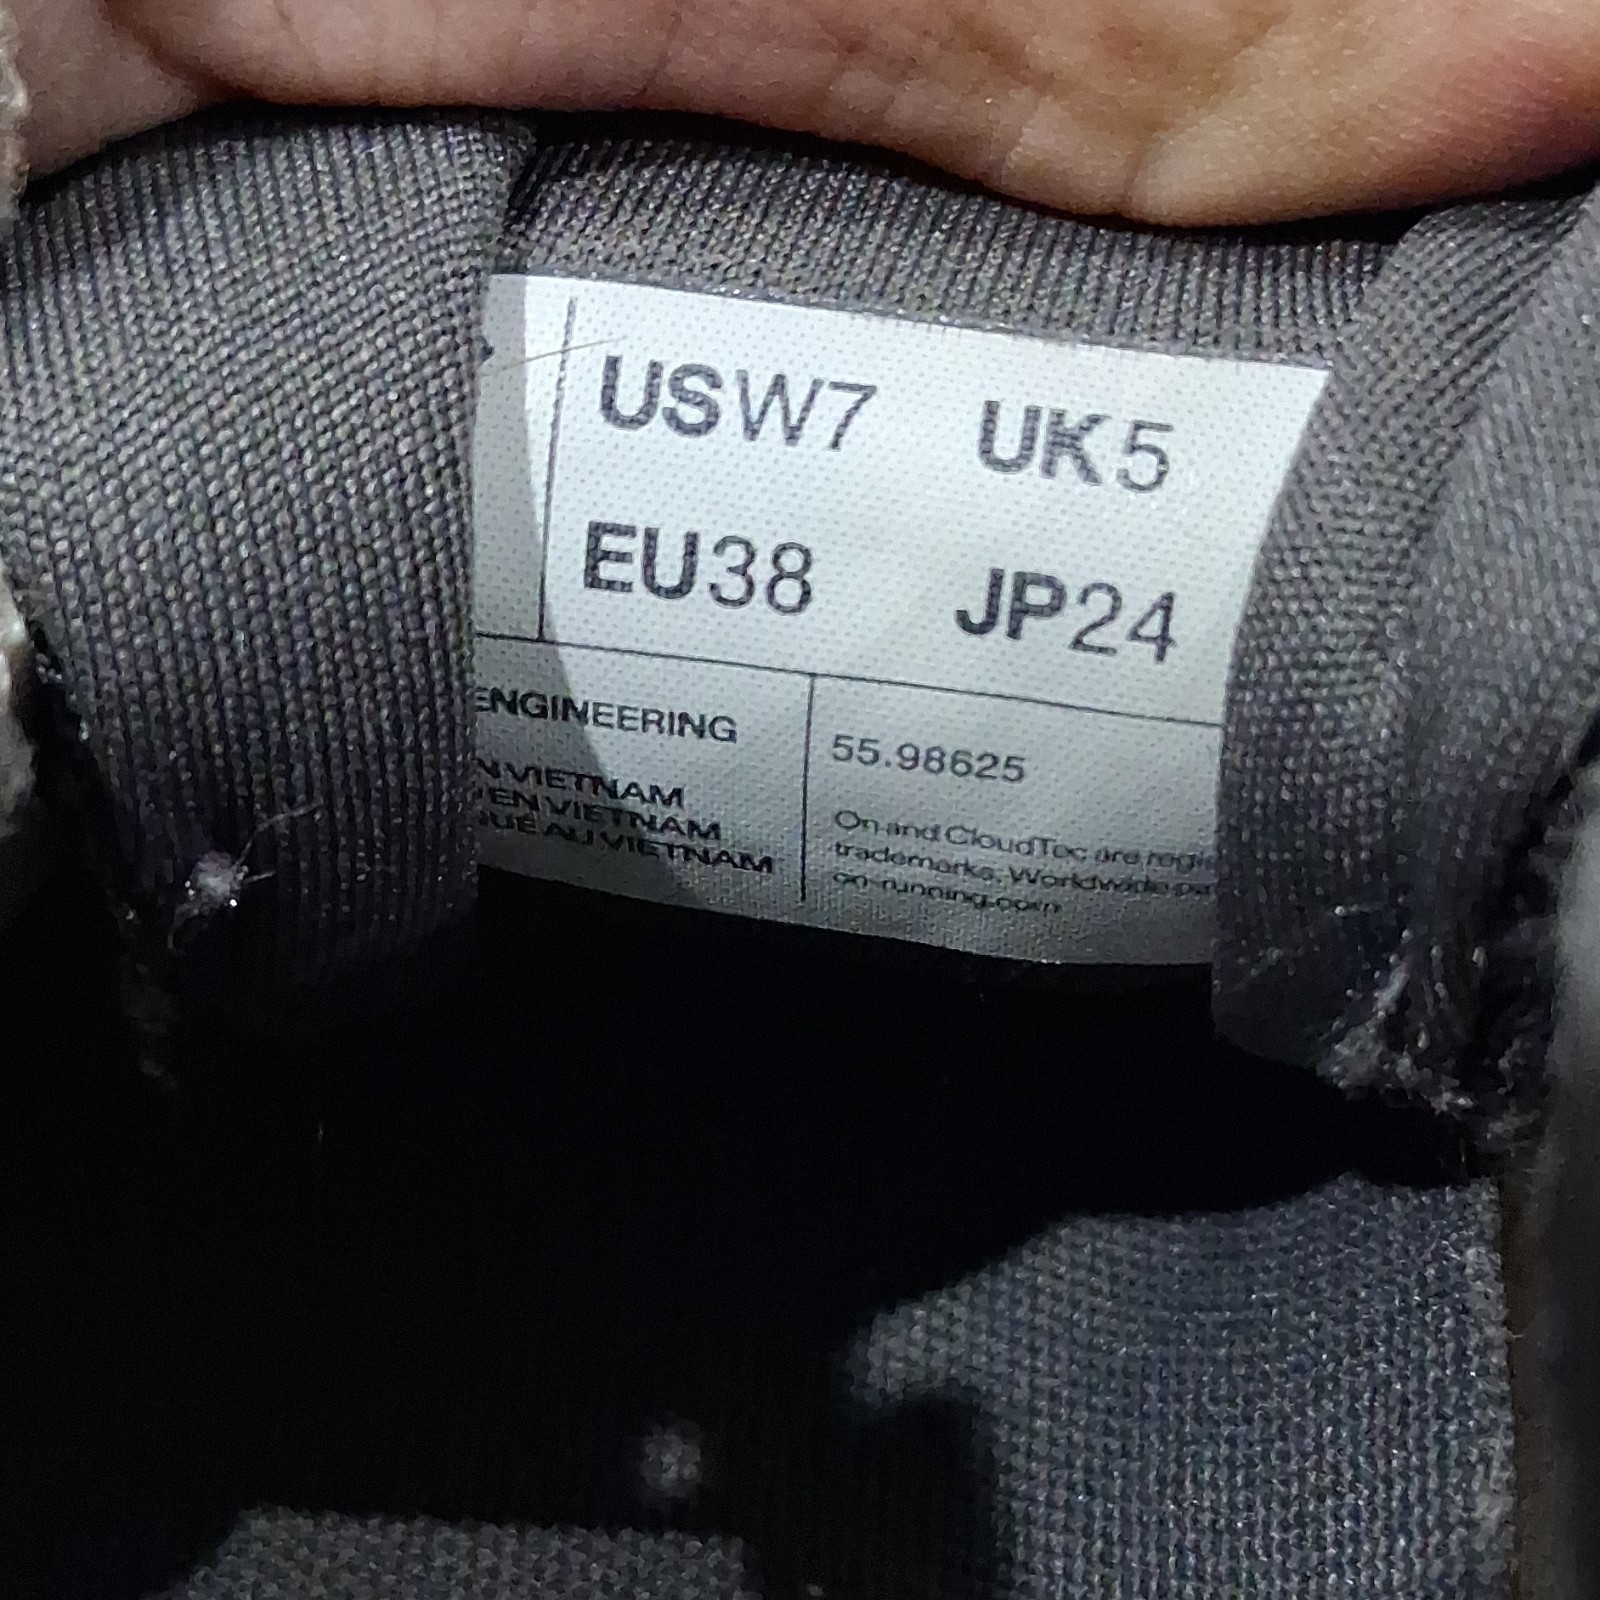 USW7 UK5
EU38 JP24
ENGINEERING
VIETNAM
EN VIETNAM
AU VIETNAM
55.98625
On and CloudTec are
trademarks. Worldwide
on-running.com